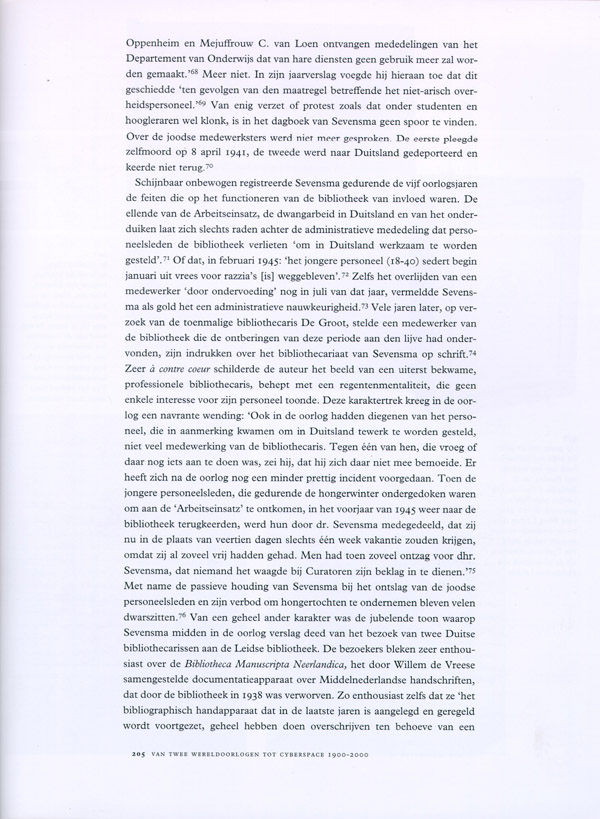 Oppenheim en Mejuffrouw C. van Loen ontvangen mededelingen van het
Departement van Onderwijs dat van hare diensten geen gebruik meer zal wor-
den gemaakt.'⁶⁸ Meer niet. In zijn jaarverslag voegde hij hieraan toe dat dit
geschiedde 'ten gevolgen van den maatregel betreffende het niet-arisch over-
heidspersoneel.'⁶⁹ Van enig verzet of protest zoals dat onder studenten en
hoogleraren wel klonk, is in het dagboek van Sevensma geen spoor te vinden.
Over de joodse medewerksters werd niet meer gesproken. De eerste pleegde
zelfmoord op 8 april 1941, de tweede werd naar Duitsland gedeporteerd en
keerde niet terug.⁷⁰
Schijnbaar onbewogen registreerde Sevensma gedurende de vijf oorlogsjaren
de feiten die op het functioneren van de bibliotheek van invloed waren. De
ellende van de Arbeitseinsatz, de dwangarbeid in Duitsland en van het onder-
duiken laat zich slechts raden achter de administratieve mededeling dat perso-
neelsleden de bibliotheek verlieten 'om in Duitsland werkzaam te worden
gesteld'.⁷¹ Of dat, in februari 1945: 'het jongere personeel (18-40) sedert begin
januari uit vrees voor razzia's [is] weggebleven'.⁷² Zelfs het overlijden van een
medewerker 'door ondervoeding' nog in juli van dat jaar, vermeldde Sevens-
ma als gold het een administratieve nauwkeurigheid.⁷³ Vele jaren later, op ver-
zoek van de toenmalige bibliothecaris De Groot, stelde een medewerker van
de bibliotheek die de ontberingen van deze periode aan den lijve had onder-
vonden, zijn indrukken over het bibliothecariaat van Sevensma op schrift.⁷⁴
Zeer à contre coeur schilderde de auteur het beeld van een uiterst bekwame,
professionele bibliothecaris, behept met een regentenmentaliteit, die geen
enkele interesse voor zijn personeel toonde. Deze karaktertrek kreeg in de oor-
log een navrante wending: 'Ook in de oorlog hadden diegenen van het perso-
neel, die in aanmerking kwamen om in Duitsland tewerk te worden gesteld,
niet veel medewerking van de bibliothecaris. Tegen één van hen, die vroeg of
daar nog iets aan te doen was, zei hij, dat hij zich daar niet mee bemoeide. Er
heeft zich na de oorlog nog een minder prettig incident voorgedaan. Toen de
jongere personeelsleden, die gedurende de hongerwinter ondergedoken waren
om aan de 'Arbeitseinsatz' te ontkomen, in het voorjaar van 1945 weer naar de
bibliotheek terugkeerden, werd hun door dr. Sevensma medegedeeld, dat zij
nu in de plaats van veertien dagen slechts één week vakantie zouden krijgen,
omdat zij al zoveel vrij hadden gehad. Men had toen zoveel ontzag voor dhr.
Sevensma, dat niemand het waagde bij Curatoren zijn beklag in te dienen.'⁷⁵
Met name de passieve houding van Sevensma bij het ontslag van de joodse
personeelsleden en zijn verbod om hongertochten te ondernemen bleven velen
dwarszitten.⁷⁶ Van een geheel ander karakter was de jubelende toon waarop
Sevensma midden in de oorlog verslag deed van het bezoek van twee Duitse
bibliothecarissen aan de Leidse bibliotheek. De bezoekers bleken zeer enthou-
siast over de Bibliotheca Manuscripta Neerlandica, het door Willem de Vreese
samengestelde documentatieapparaat over Middelnederlandse handschriften,
dat door de bibliotheek in 1938 was verworven. Zo enthousiast zelfs dat ze 'het
bibliographisch handapparaat dat in de laatste jaren is aangelegd en geregeld
wordt voortgezet, geheel hebben doen overschrijven ten behoeve van een
205 VAN TWEE WERELDOORLOGEN TOT CYBERSPACE 1900-2000